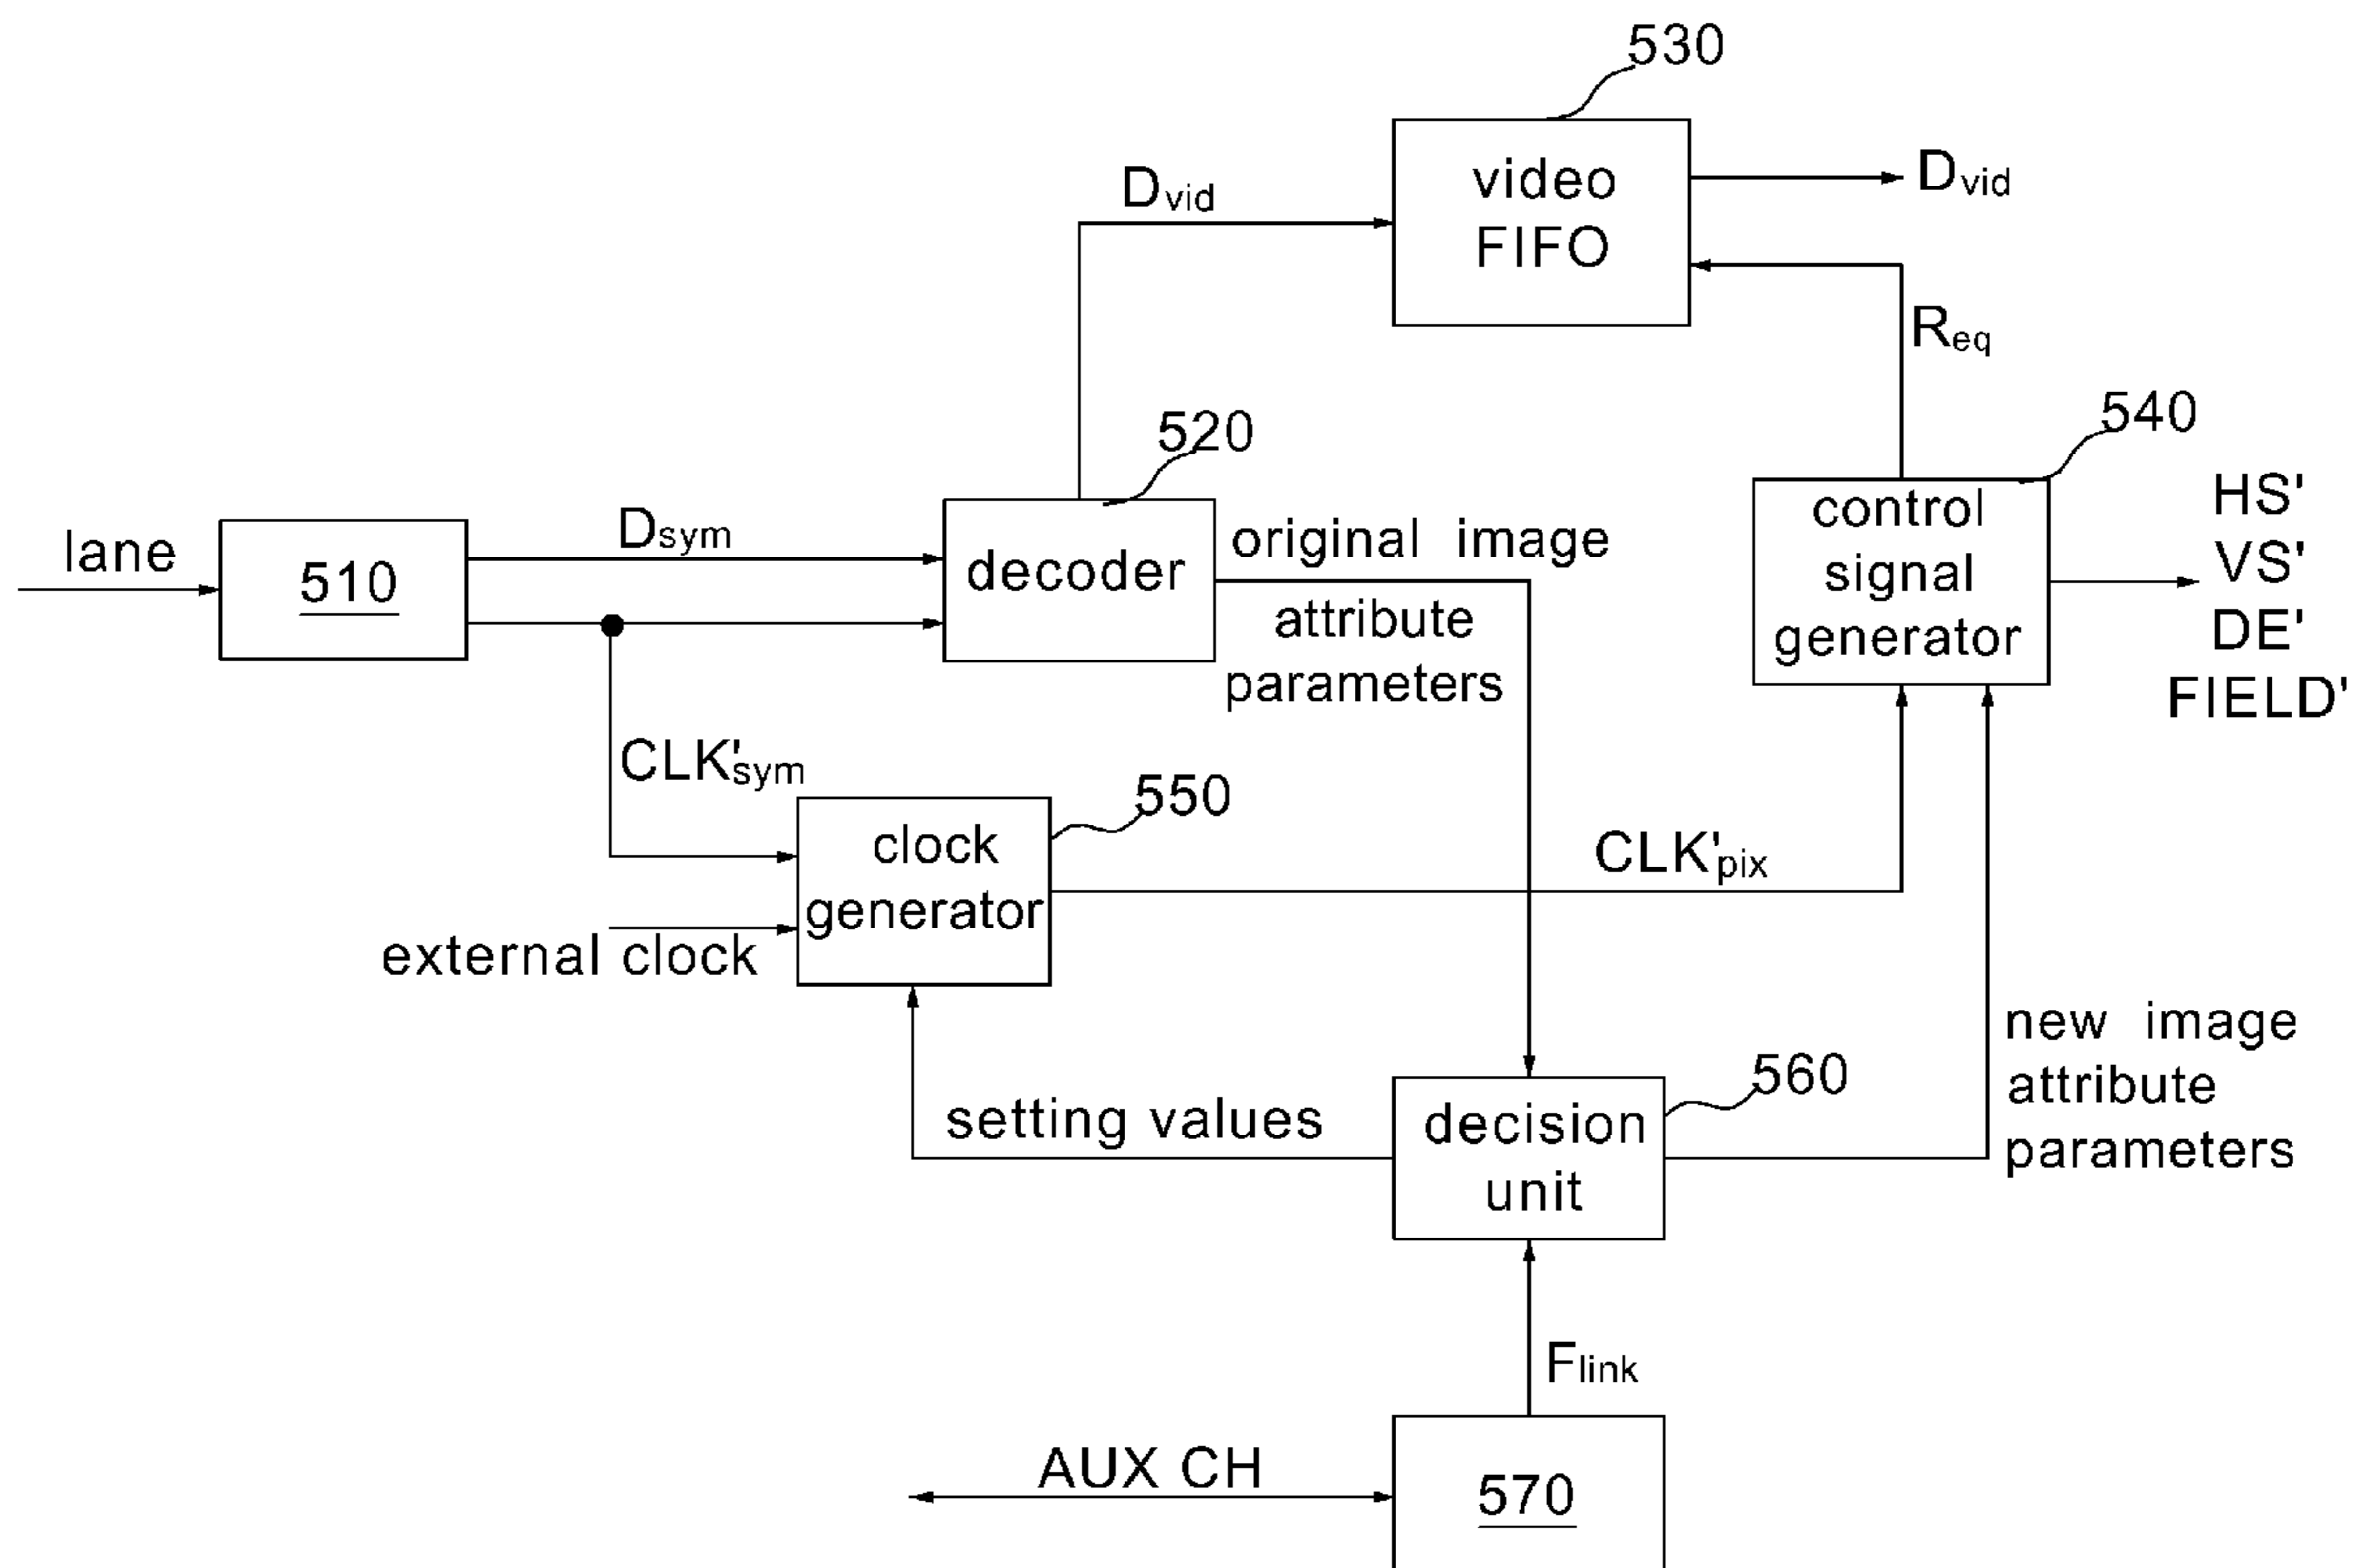 530
video
FIFO
Dvid
Dvid
Req
520
540
lane
510
Dsym
decoder
original image
attribute
parameters
control
signal
generator
HS'
VS'
DE'
FIELD'
CLK'sym
550
clock
generator
CLK'pix
external clock
new image
attribute
parameters
560
setting values
decision
unit
Flink
AUX CH
570